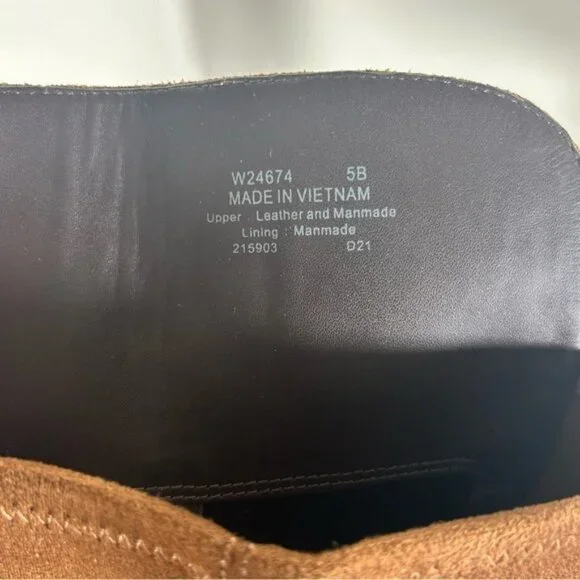 W24674 5B
MADE IN VIETNAM
Upper : Leather and Manmade
Lining : Manmade
215903 D21